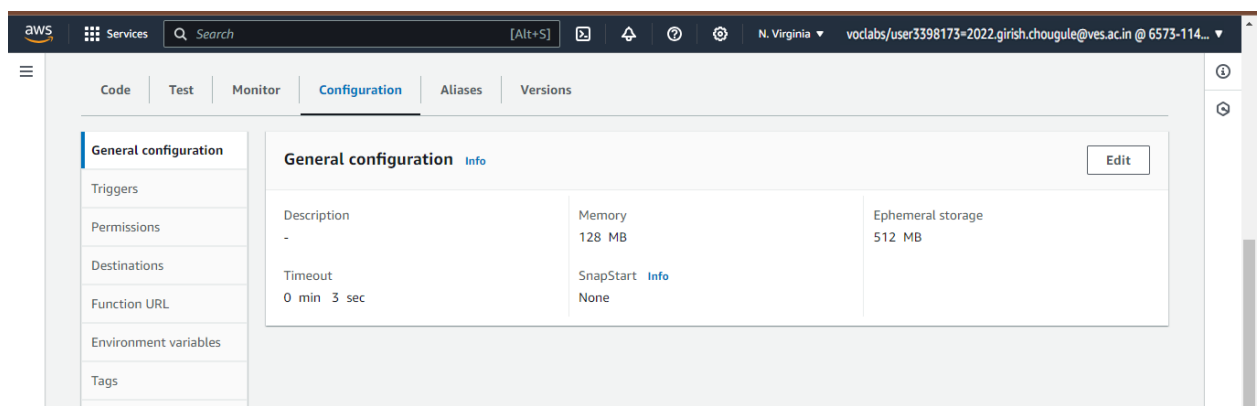 aws Services Search [Alt+S] N. Virginia voclabs/user3398173=2022.girish.chougule@ves.ac.in @ 6573-114...
Code Test Monitor Configuration Aliases Versions
General configuration
Triggers
Permissions
Destinations
Function URL
Environment variables
Tags
General configuration Info Edit
Description Memory Ephemeral storage
- 128 MB 512 MB
Timeout SnapStart Info
0 min 3 sec None